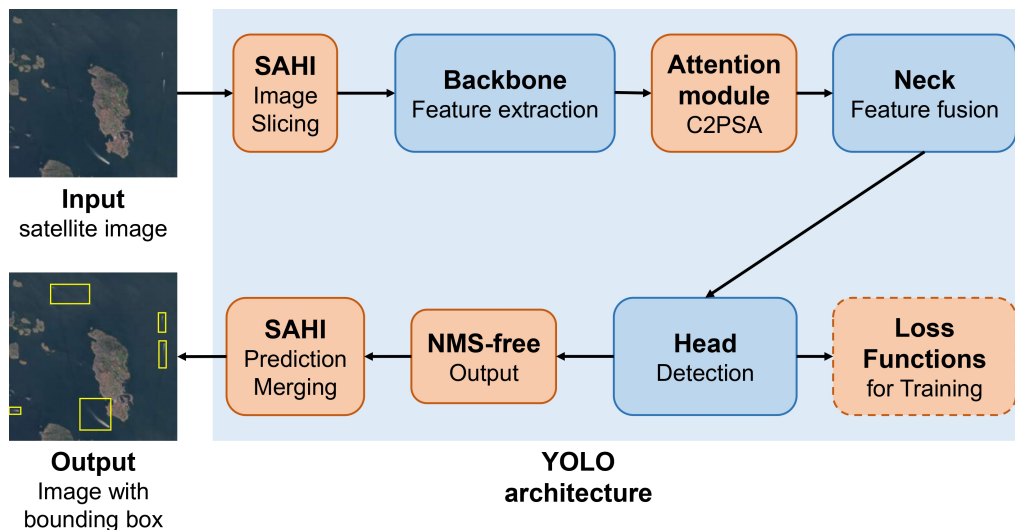 SAHI
Image
Slicing
Backbone
Feature extraction
Attention
module
C2PSA
Neck
Feature fusion
Input
satellite image
SAHI
Prediction
Merging
NMS-free
Output
Head
Detection
Loss
Functions
for Training
Output
Image with
bounding box
YOLO
architecture